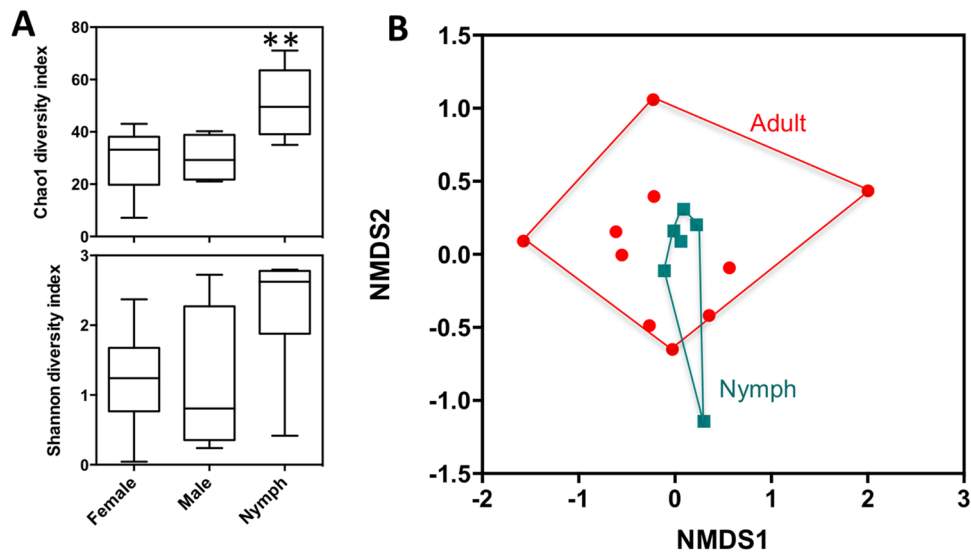 A
Chao1 diversity index
80
60
40
20
0
**
Shannon diversity index
3
2
1
0
Female
Male
Nymph
B
NMDS2
1.5
1.0
0.5
0.0
-0.5
-1.0
-1.5
Adult
Nymph
-2
-1
0
1
2
3
NMDS1